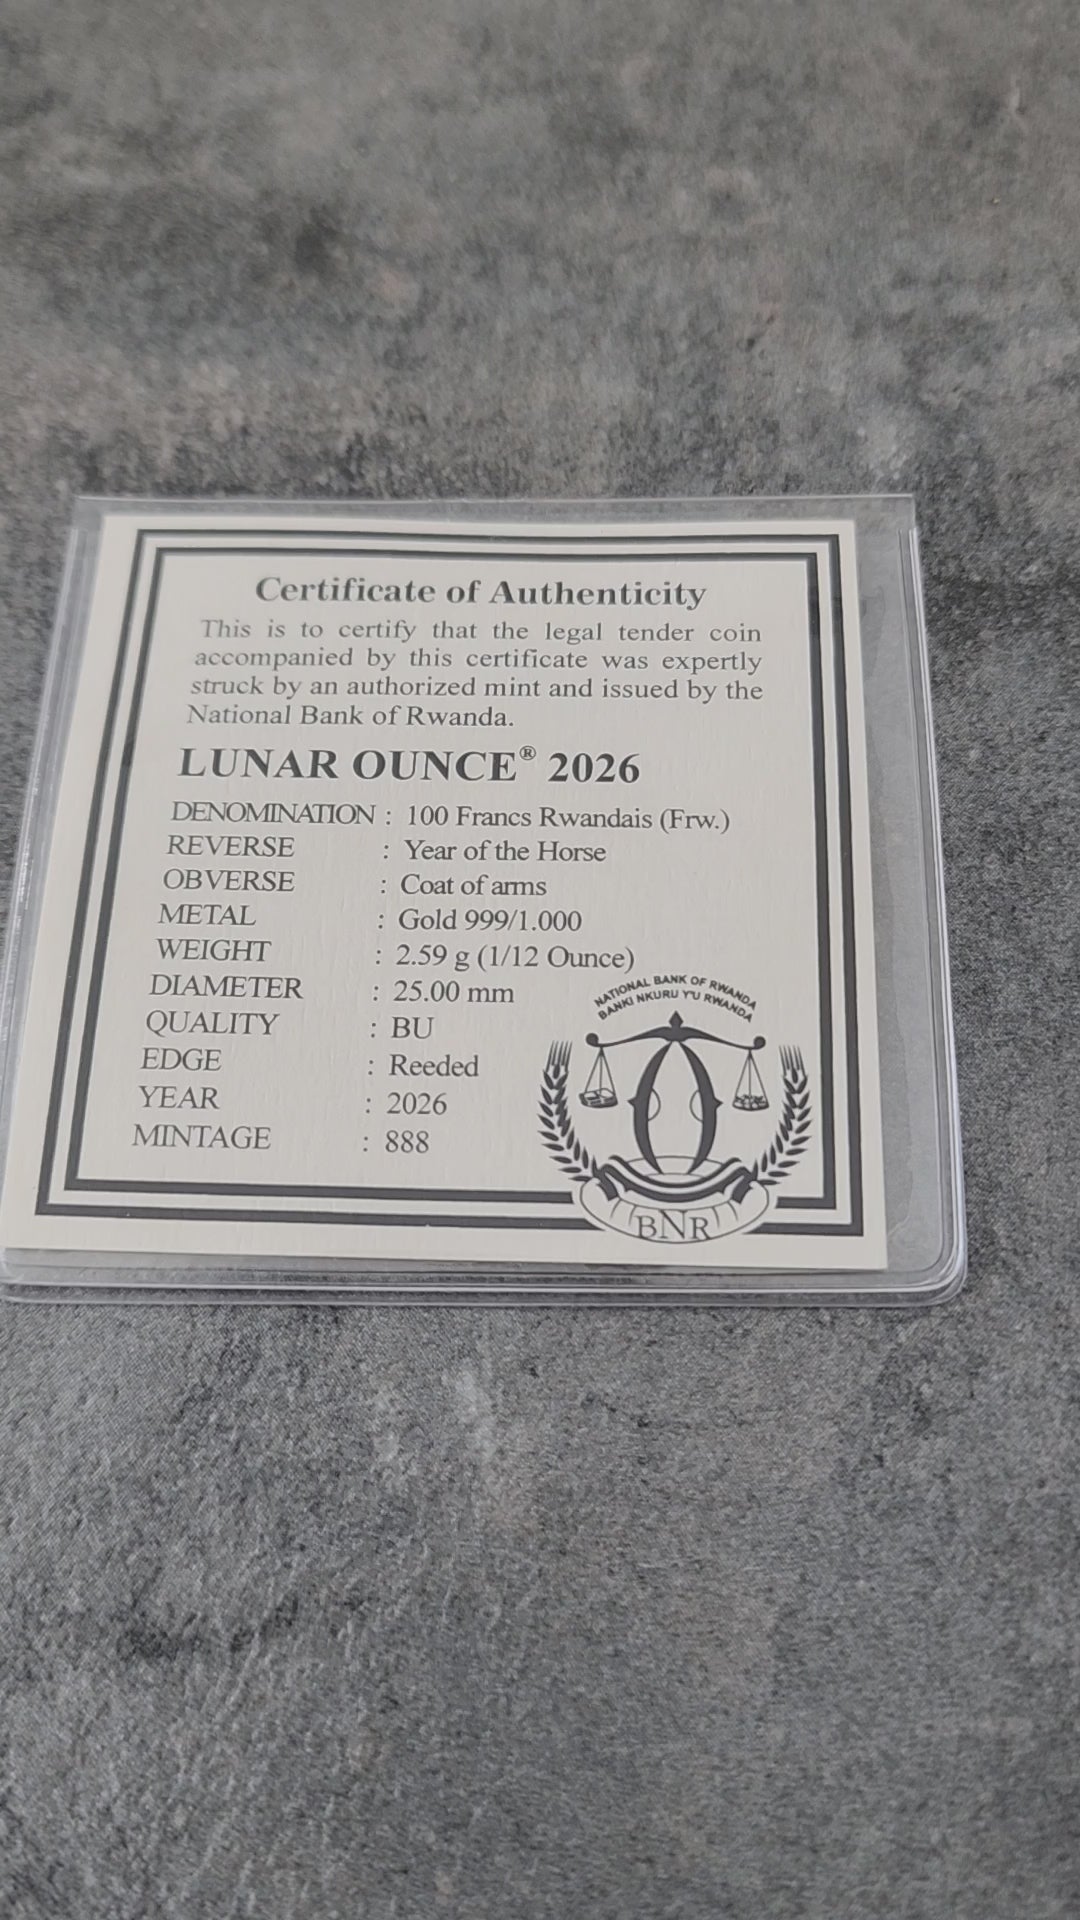 Certificate of Authenticity
This is to certify that the legal tender coin
accompanied by this certificate was expertly
struck by an authorized mint and issued by the
National Bank of Rwanda.
LUNAR OUNCE® 2026
DENOMINATION : 100 Francs Rwandais (Frw.)
REVERSE : Year of the Horse
OBVERSE : Coat of arms
METAL : Gold 999/1.000
WEIGHT : 2.59 g (1/12 Ounce)
DIAMETER : 25.00 mm
QUALITY : BU
EDGE : Reeded
YEAR : 2026
MINTAGE : 888
NATIONAL BANK OF RWANDA
BANKI NKURU Y'U RWANDA
BNR